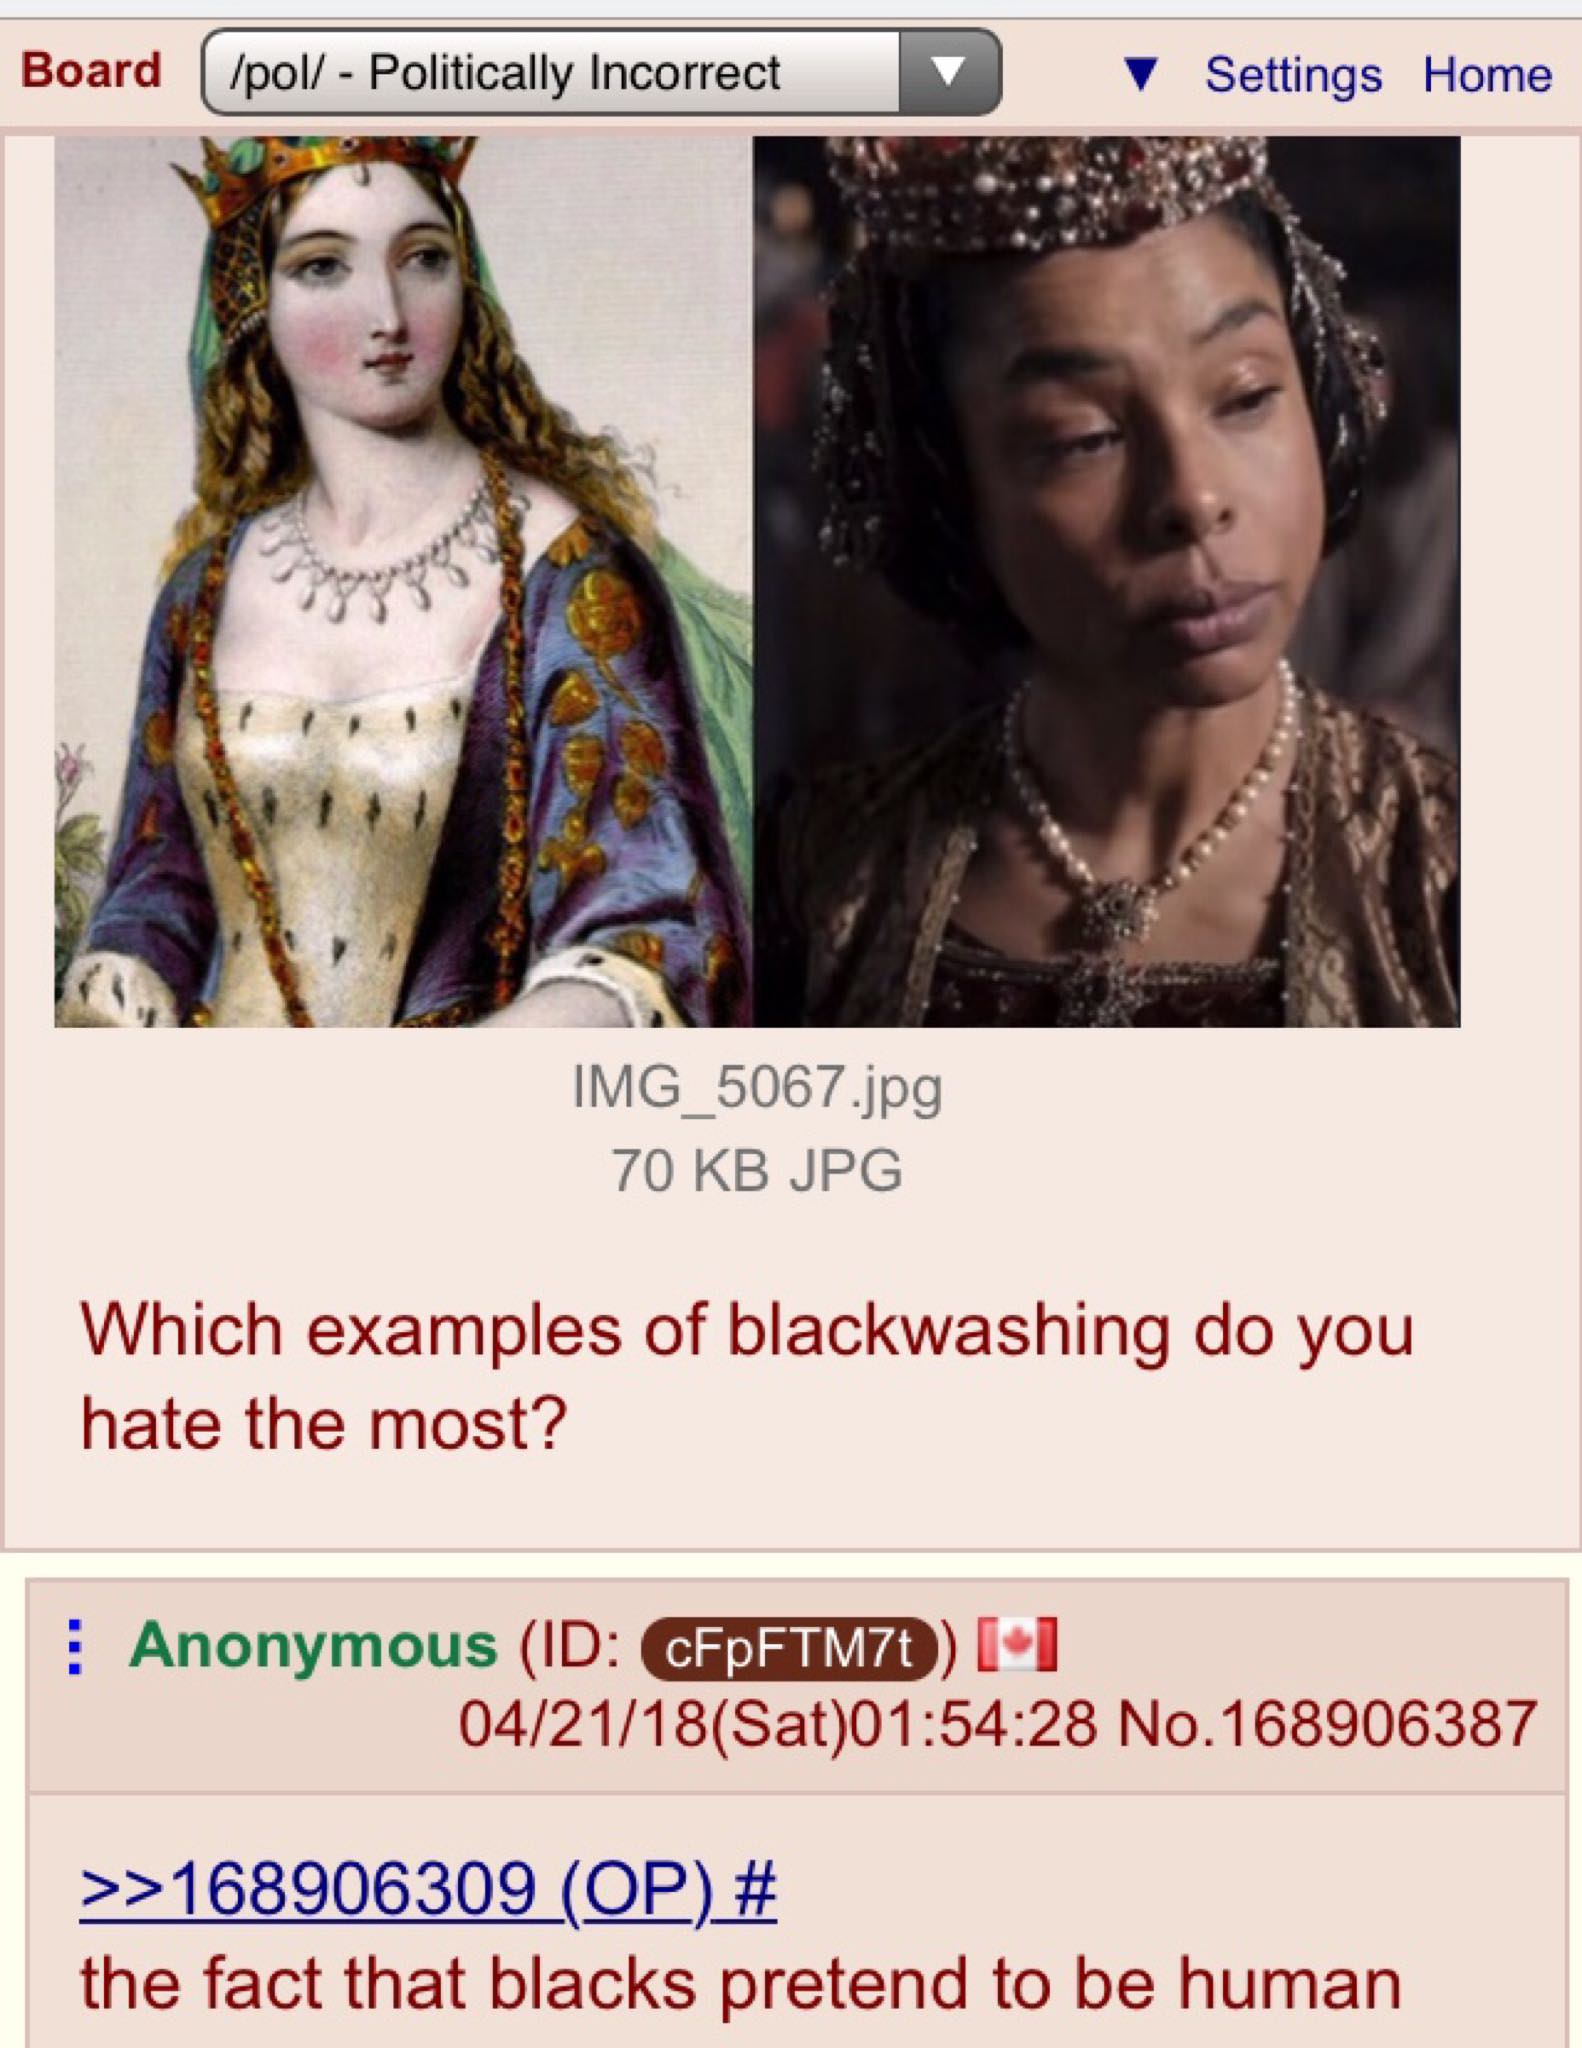 Board /pol/ - Politically Incorrect ▼ ▼ Settings Home
IMG_5067.jpg
70 KB JPG
Which examples of blackwashing do you
hate the most?
Anonymous (ID: cFpFTM7t)
04/21/18(Sat)01:54:28 No.168906387
>>168906309 (OP) #
the fact that blacks pretend to be human